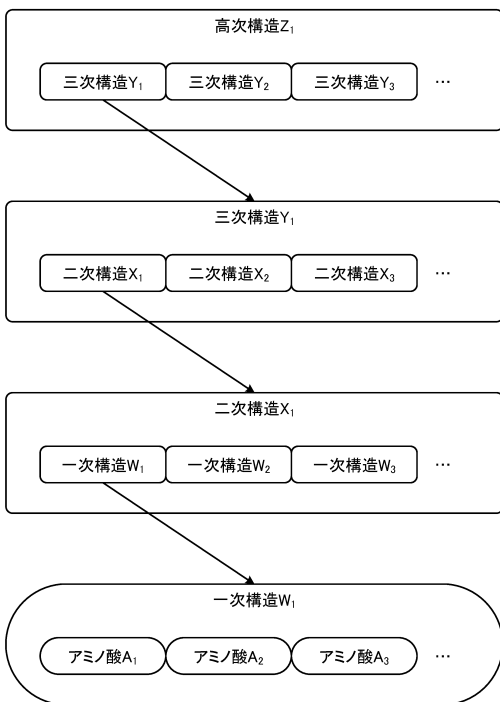 高次構造Z₁
三次構造Y₁ 三次構造Y₂ 三次構造Y₃ …
三次構造Y₁
二次構造X₁ 二次構造X₂ 二次構造X₃ …
二次構造X₁
一次構造W₁ 一次構造W₂ 一次構造W₃ …
一次構造W₁
アミノ酸A₁ アミノ酸A₂ アミノ酸A₃ …